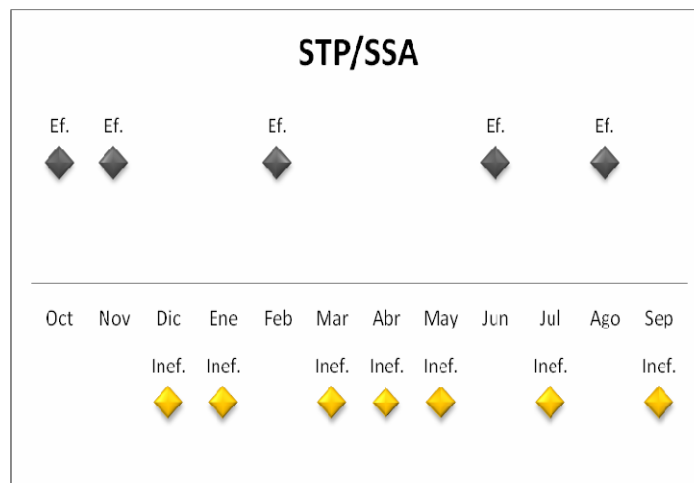 STP/SSA
Ef. Ef. Ef. Ef. Ef.
Oct Nov Dic Ene Feb Mar Abr May Jun Jul Ago Sep
Inef. Inef. Inef. Inef. Inef. Inef. Inef.